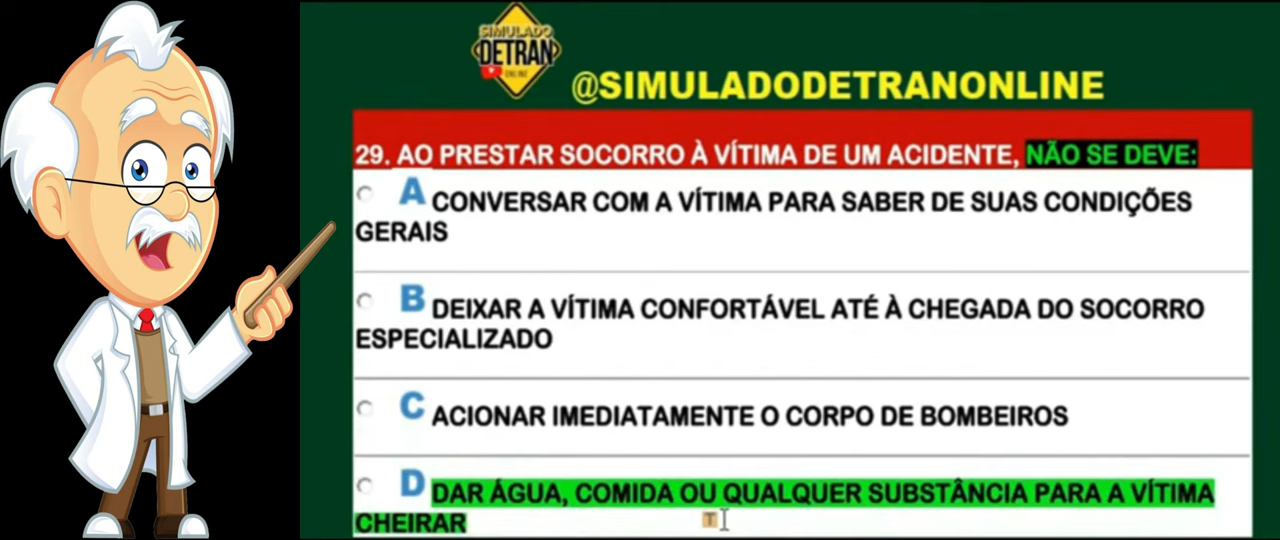 SIMULADO
DETRAN
ONLINE
@SIMULADODETRANONLINE
29. AO PRESTAR SOCORRO À VÍTIMA DE UM ACIDENTE, NÃO SE DEVE:
A CONVERSAR COM A VÍTIMA PARA SABER DE SUAS CONDIÇÕES
GERAIS
B DEIXAR A VÍTIMA CONFORTÁVEL ATÉ À CHEGADA DO SOCORRO
ESPECIALIZADO
C ACIONAR IMEDIATAMENTE O CORPO DE BOMBEIROS
D DAR ÁGUA, COMIDA OU QUALQUER SUBSTÂNCIA PARA A VÍTIMA
CHEIRAR
T